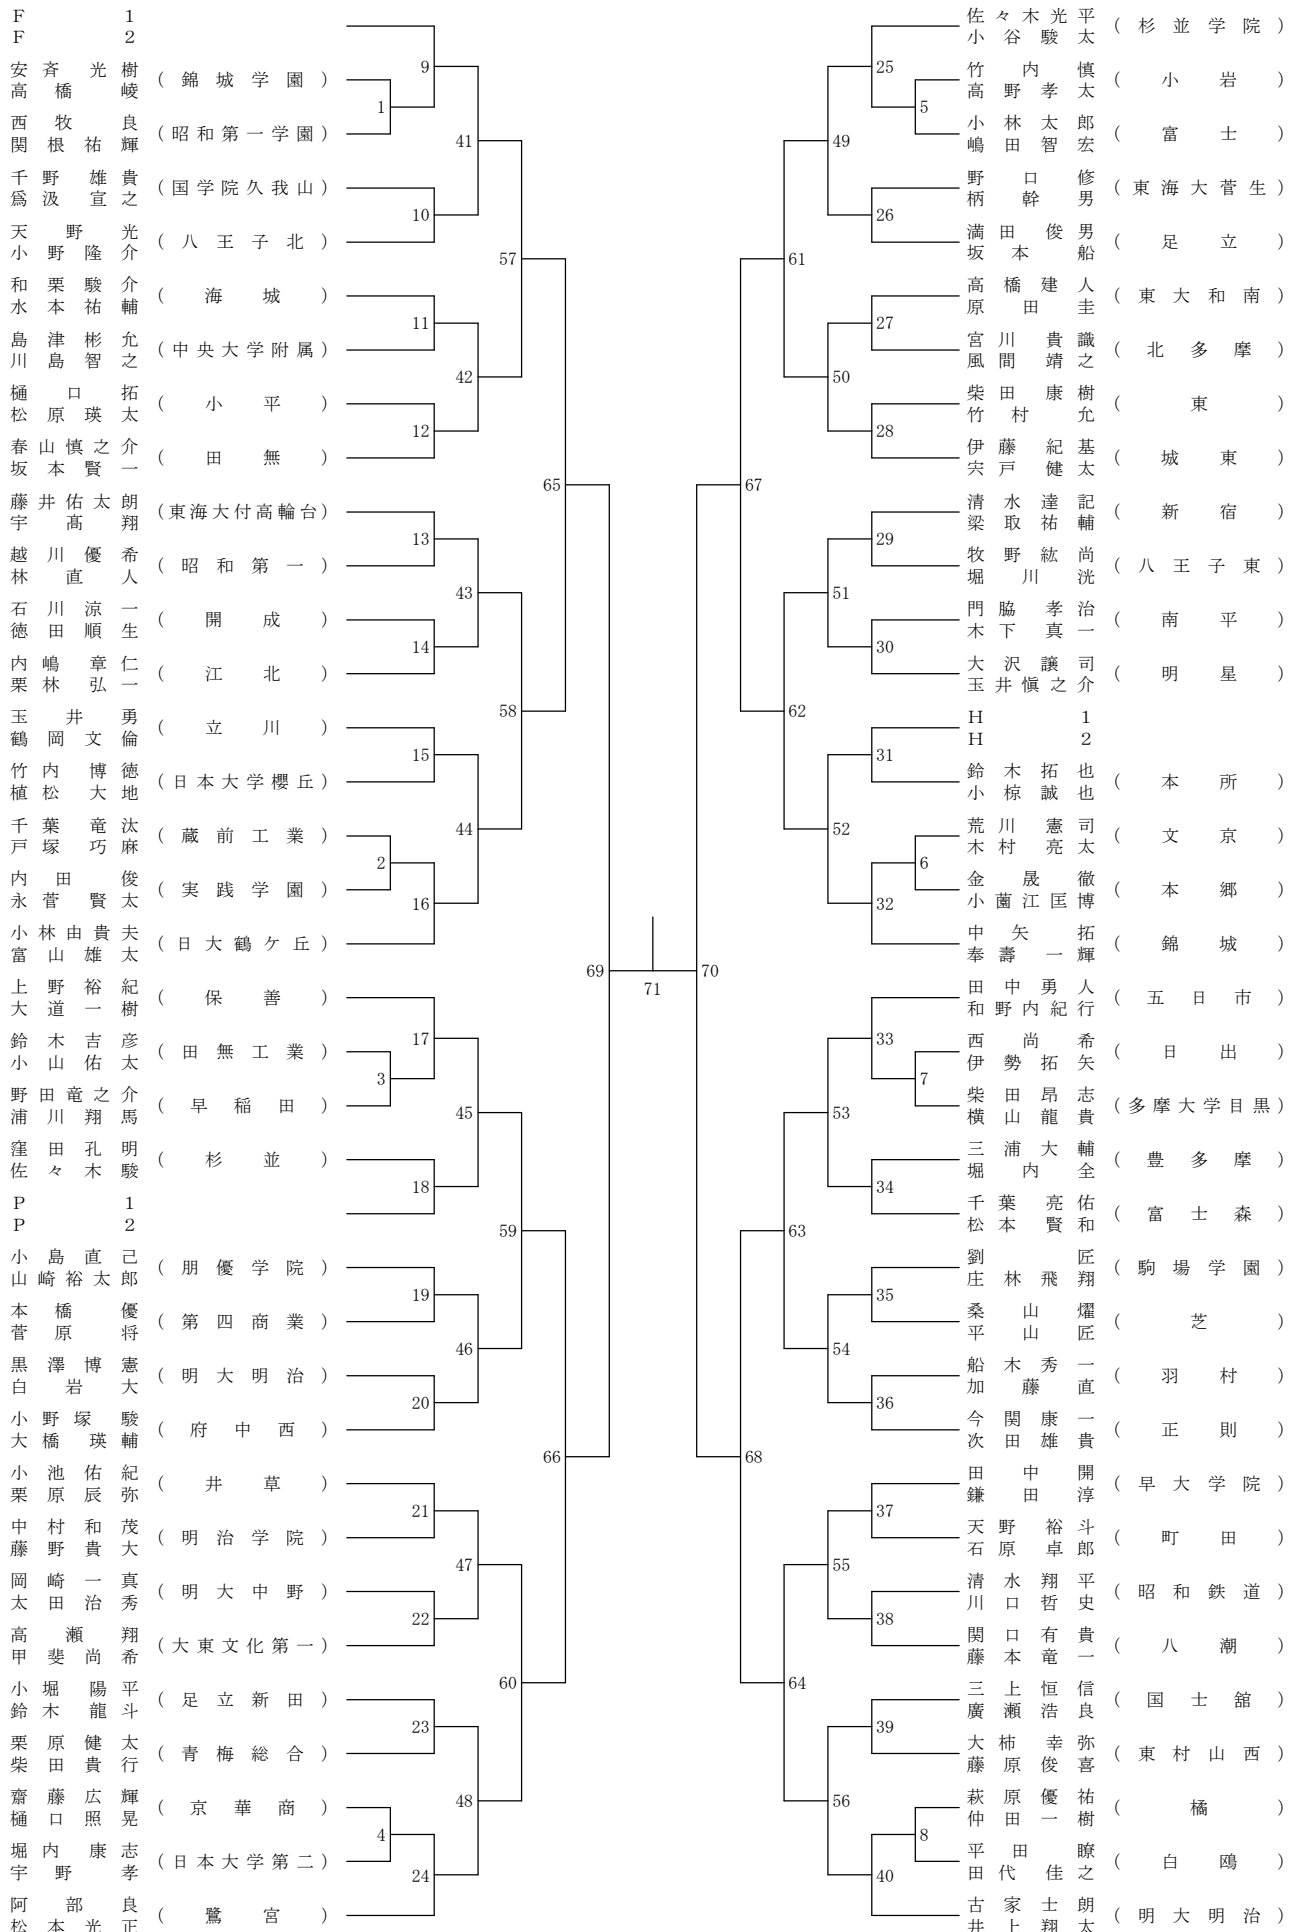 F 1
F 2
安斉光樹
高橋崚
(錦城学園)
西牧良
関根祐輝
(昭和第一学園)
千野雄貴
爲汲宣之
(国学院久我山)
天野光
小野隆介
(八王子北)
和栗駿介
水本祐輔
(海城)
島津彬允
川島智之
(中央大学附属)
樋口拓
松原瑛太
(小平)
春山慎之介
坂本賢一
(田無)
藤井佑太朗
宇髙翔
(東海大付高輪台)
越川優希
林直人
(昭和第一)
石川涼一
徳田順生
(開成)
内嶋章仁
栗林弘一
(江北)
玉井勇
鶴岡文倫
(立川)
竹内博徳
植松大地
(日本大学櫻丘)
千葉竜汰
戸塚巧麻
(蔵前工業)
内田俊
永菅賢太
(実践学園)
小林由貴夫
富山雄太
(日大鶴ケ丘)
上野裕紀
大道一樹
(保善)
鈴木吉彦
小山佑太
(田無工業)
野田竜之介
浦川翔馬
(早稲田)
窪田孔明
佐々木駿
(杉並)
P 1
P 2
小島直己
山崎裕太郎
(朋優学院)
本橋優
菅原将
(第四商業)
黒澤博憲
白岩大
(明大明治)
小野塚駿
大橋瑛輔
(府中西)
小池佑紀
栗原辰弥
(井草)
中村和茂
藤野貴大
(明治学院)
岡崎一真
太田治秀
(明大中野)
高瀬翔
甲斐尚希
(大東文化第一)
小堀陽平
鈴木龍斗
(足立新田)
栗原健太
柴田貴行
(青梅総合)
齋藤広輝
樋口照晃
(京華商)
堀内康志
宇野孝
(日本大学第二)
阿部良
松本光正
(鷺宮)
1
2
3
4
9
10
11
12
13
14
15
16
17
18
19
20
21
22
23
24
41
42
43
44
45
46
47
48
57
58
59
60
65
66
69
71
70
67
68
61
62
63
64
49
50
51
52
53
54
55
56
25
26
27
28
29
30
31
32
33
34
35
36
37
38
39
40
5
6
7
8
佐々木光平
小谷駿太
(杉並学院)
竹内慎
高野孝太
(小岩)
小林太郎
嶋田智宏
(富士)
野口修
柄幹男
(東海大菅生)
満田俊男
坂本船
(足立)
高橋建人
原田圭
(東大和南)
宮川貴識
風間靖之
(北多摩)
柴田康樹
竹村允
(東)
伊藤紀基
宍戸健太
(城東)
清水達記
梁取祐輔
(新宿)
牧野紘尚
堀川洸
(八王子東)
門脇孝治
木下真一
(南平)
大沢譲司
玉井愼之介
(明星)
H 1
H 2
鈴木拓也
小椋誠也
(本所)
荒川憲司
木村亮太
(文京)
金晟徹
小薗江匡博
(本郷)
中矢拓
奉壽一輝
(錦城)
田中勇人
和野内紀行
(五日市)
西尚希
伊勢拓矢
(日出)
柴田昂志
横山龍貴
(多摩大学目黒)
三浦大輔
堀内全
(豊多摩)
千葉亮佑
松本賢和
(富士森)
劉匠
庄林飛翔
(駒場学園)
桑山燿
平山匠
(芝)
船木秀一
加藤直
(羽村)
今関康一
次田雄貴
(正則)
田中開
鎌田淳
(早大学院)
天野裕斗
石原卓郎
(町田)
清水翔平
川口哲史
(昭和鉄道)
関口有貴
藤本竜一
(八潮)
三上恒信
廣瀬浩良
(国士舘)
大柿幸弥
藤原俊喜
(東村山西)
萩原優祐
仲田一樹
(橘)
平田瞭
田代佳之
(白鴎)
古家士朗
井上翔太
(明大明治)